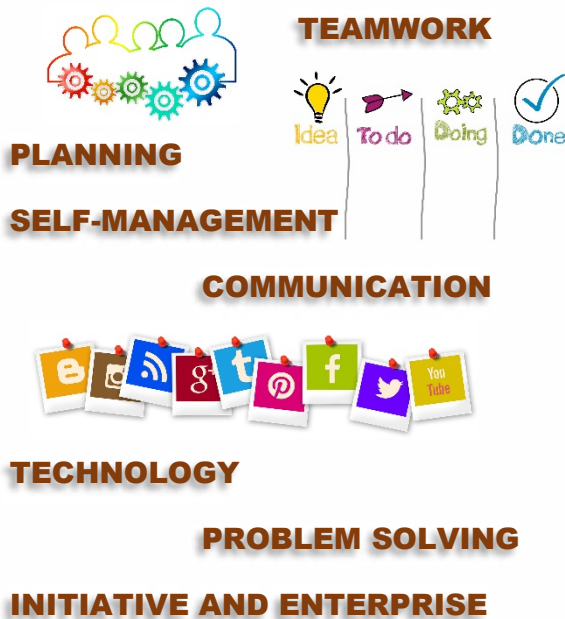 TEAMWORK
Idea To do Doing Done
PLANNING
SELF-MANAGEMENT
COMMUNICATION
g+ t f You
Tube
TECHNOLOGY
PROBLEM SOLVING
INITIATIVE AND ENTERPRISE